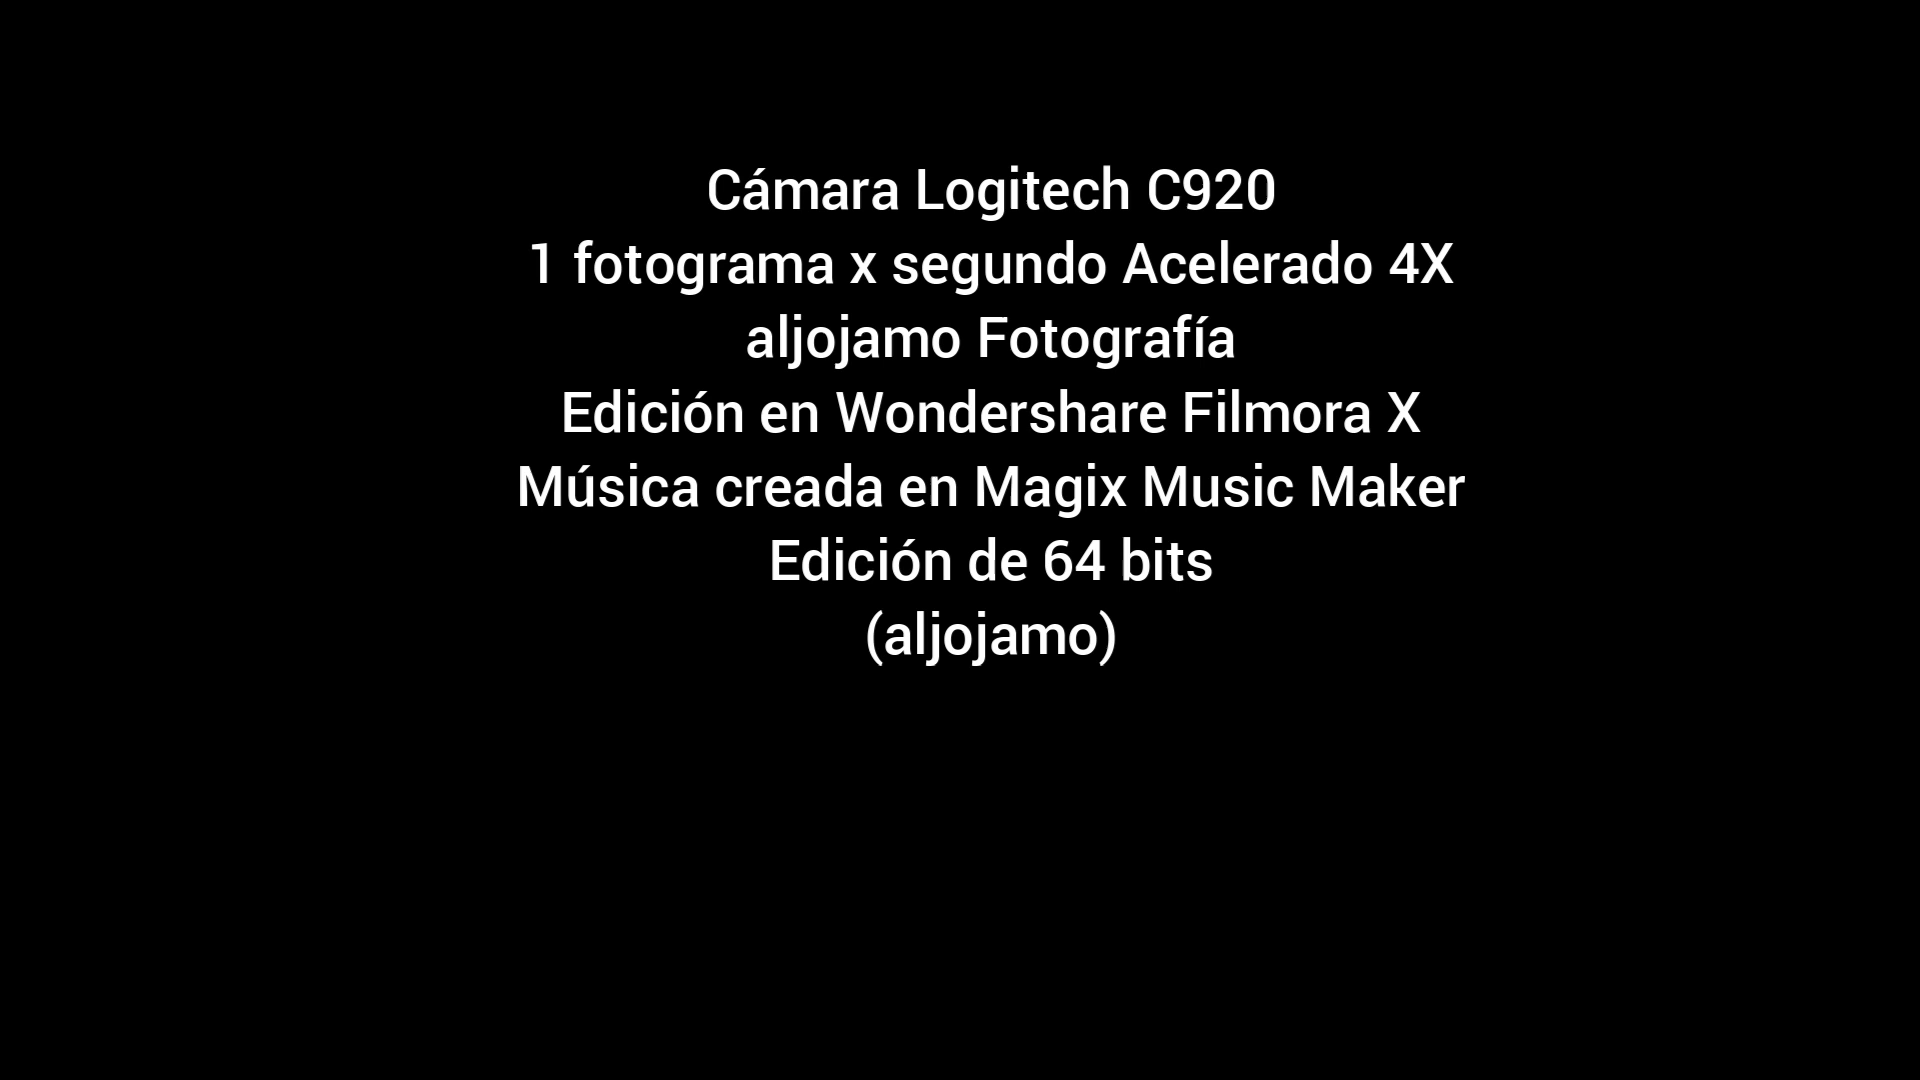 Cámara Logitech C920
1 fotograma x segundo Acelerado 4X
aljojamo Fotografía
Edición en Wondershare Filmora X
Música creada en Magix Music Maker
Edición de 64 bits
(aljojamo)